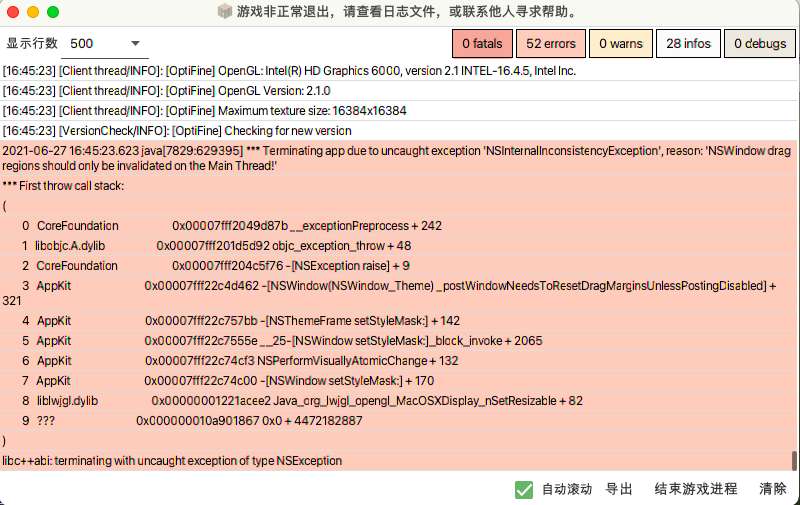 游戏非正常退出，请查看日志文件，或联系他人寻求帮助。
显示行数 500 0 fatals 52 errors 0 warns 28 infos 0 debugs
[16:45:23] [Client thread/INFO]: [OptiFine] OpenGL: Intel(R) HD Graphics 6000, version 2.1 INTEL-16.4.5, Intel Inc.
[16:45:23] [Client thread/INFO]: [OptiFine] OpenGL Version: 2.1.0
[16:45:23] [Client thread/INFO]: [OptiFine] Maximum texture size: 16384x16384
[16:45:23] [VersionCheck/INFO]: [OptiFine] Checking for new version
2021-06-27 16:45:23.623 java[7829:629395] *** Terminating app due to uncaught exception 'NSInternalInconsistencyException', reason: 'NSWindow drag
regions should only be invalidated on the Main Thread!'
*** First throw call stack:
(
0 CoreFoundation 0x00007fff2049d87b __exceptionPreprocess + 242
1 libobjc.A.dylib 0x00007fff201d5d92 objc_exception_throw + 48
2 CoreFoundation 0x00007fff204c5f76 -[NSException raise] + 9
3 AppKit 0x00007fff22c4d462 -[NSWindow(NSWindow_Theme) _postWindowNeedsToResetDragMarginsUnlessPostingDisabled] +
321
4 AppKit 0x00007fff22c757bb -[NSThemeFrame setStyleMask:] + 142
5 AppKit 0x00007fff22c7555e __25-[NSWindow setStyleMask:]_block_invoke + 2065
6 AppKit 0x00007fff22c74cf3 NSPerformVisuallyAtomicChange + 132
7 AppKit 0x00007fff22c74c00 -[NSWindow setStyleMask:] + 170
8 liblwjgl.dylib 0x00000001221acee2 Java_org_lwjgl_opengl_MacOSXDisplay_nSetResizable + 82
9 ??? 0x000000010a901867 0x0 + 4472182887
)
libc++abi: terminating with uncaught exception of type NSException
自动滚动 导出 结束游戏进程 清除